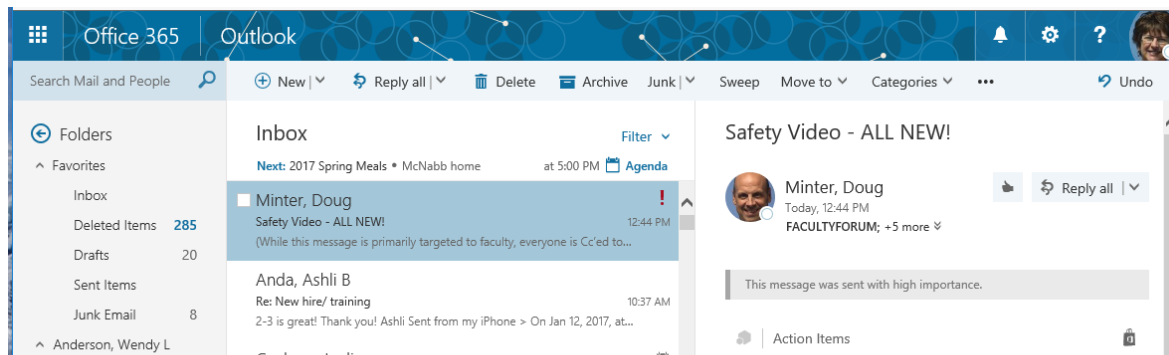 Office 365 Outlook ?
Search Mail and People New Reply all Delete Archive Junk Sweep Move to Categories ••• Undo
Folders
Favorites
Inbox
Deleted Items 285
Drafts 20
Sent Items
Junk Email 8
Anderson, Wendy L
Inbox Filter
Next: 2017 Spring Meals • McNabb home at 5:00 PM Agenda
Minter, Doug !
Safety Video - ALL NEW! 12:44 PM
(While this message is primarily targeted to faculty, everyone is Cc'ed to...
Anda, Ashli B
Re: New hire/ training 10:37 AM
2-3 is great! Thank you! Ashli Sent from my iPhone > On Jan 12, 2017, at...
Safety Video - ALL NEW!
Minter, Doug Reply all
Today, 12:44 PM
FACULTYFORUM; +5 more
This message was sent with high importance.
Action Items